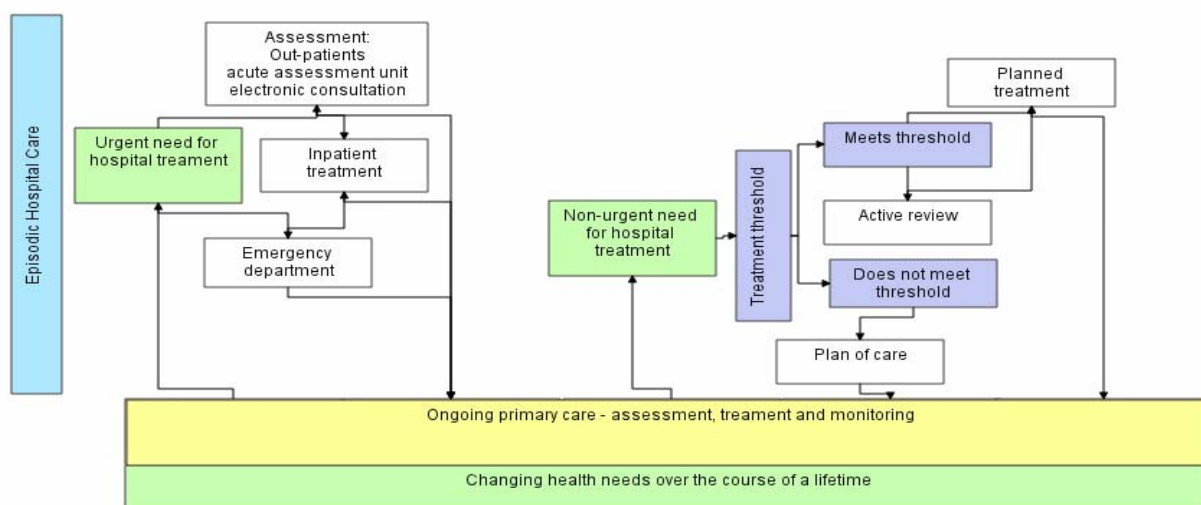 Episodic Hospital Care
Assessment:
Out-patients
acute assessment unit
electronic consultation
Urgent need for
hospital treament
Inpatient
treatment
Emergency
department
Non-urgent need
for hospital
treatment
Treatment threshold
Meets threshold
Planned
treatment
Active review
Does not meet
threshold
Plan of care
Ongoing primary care - assessment, treament and monitoring
Changing health needs over the course of a lifetime